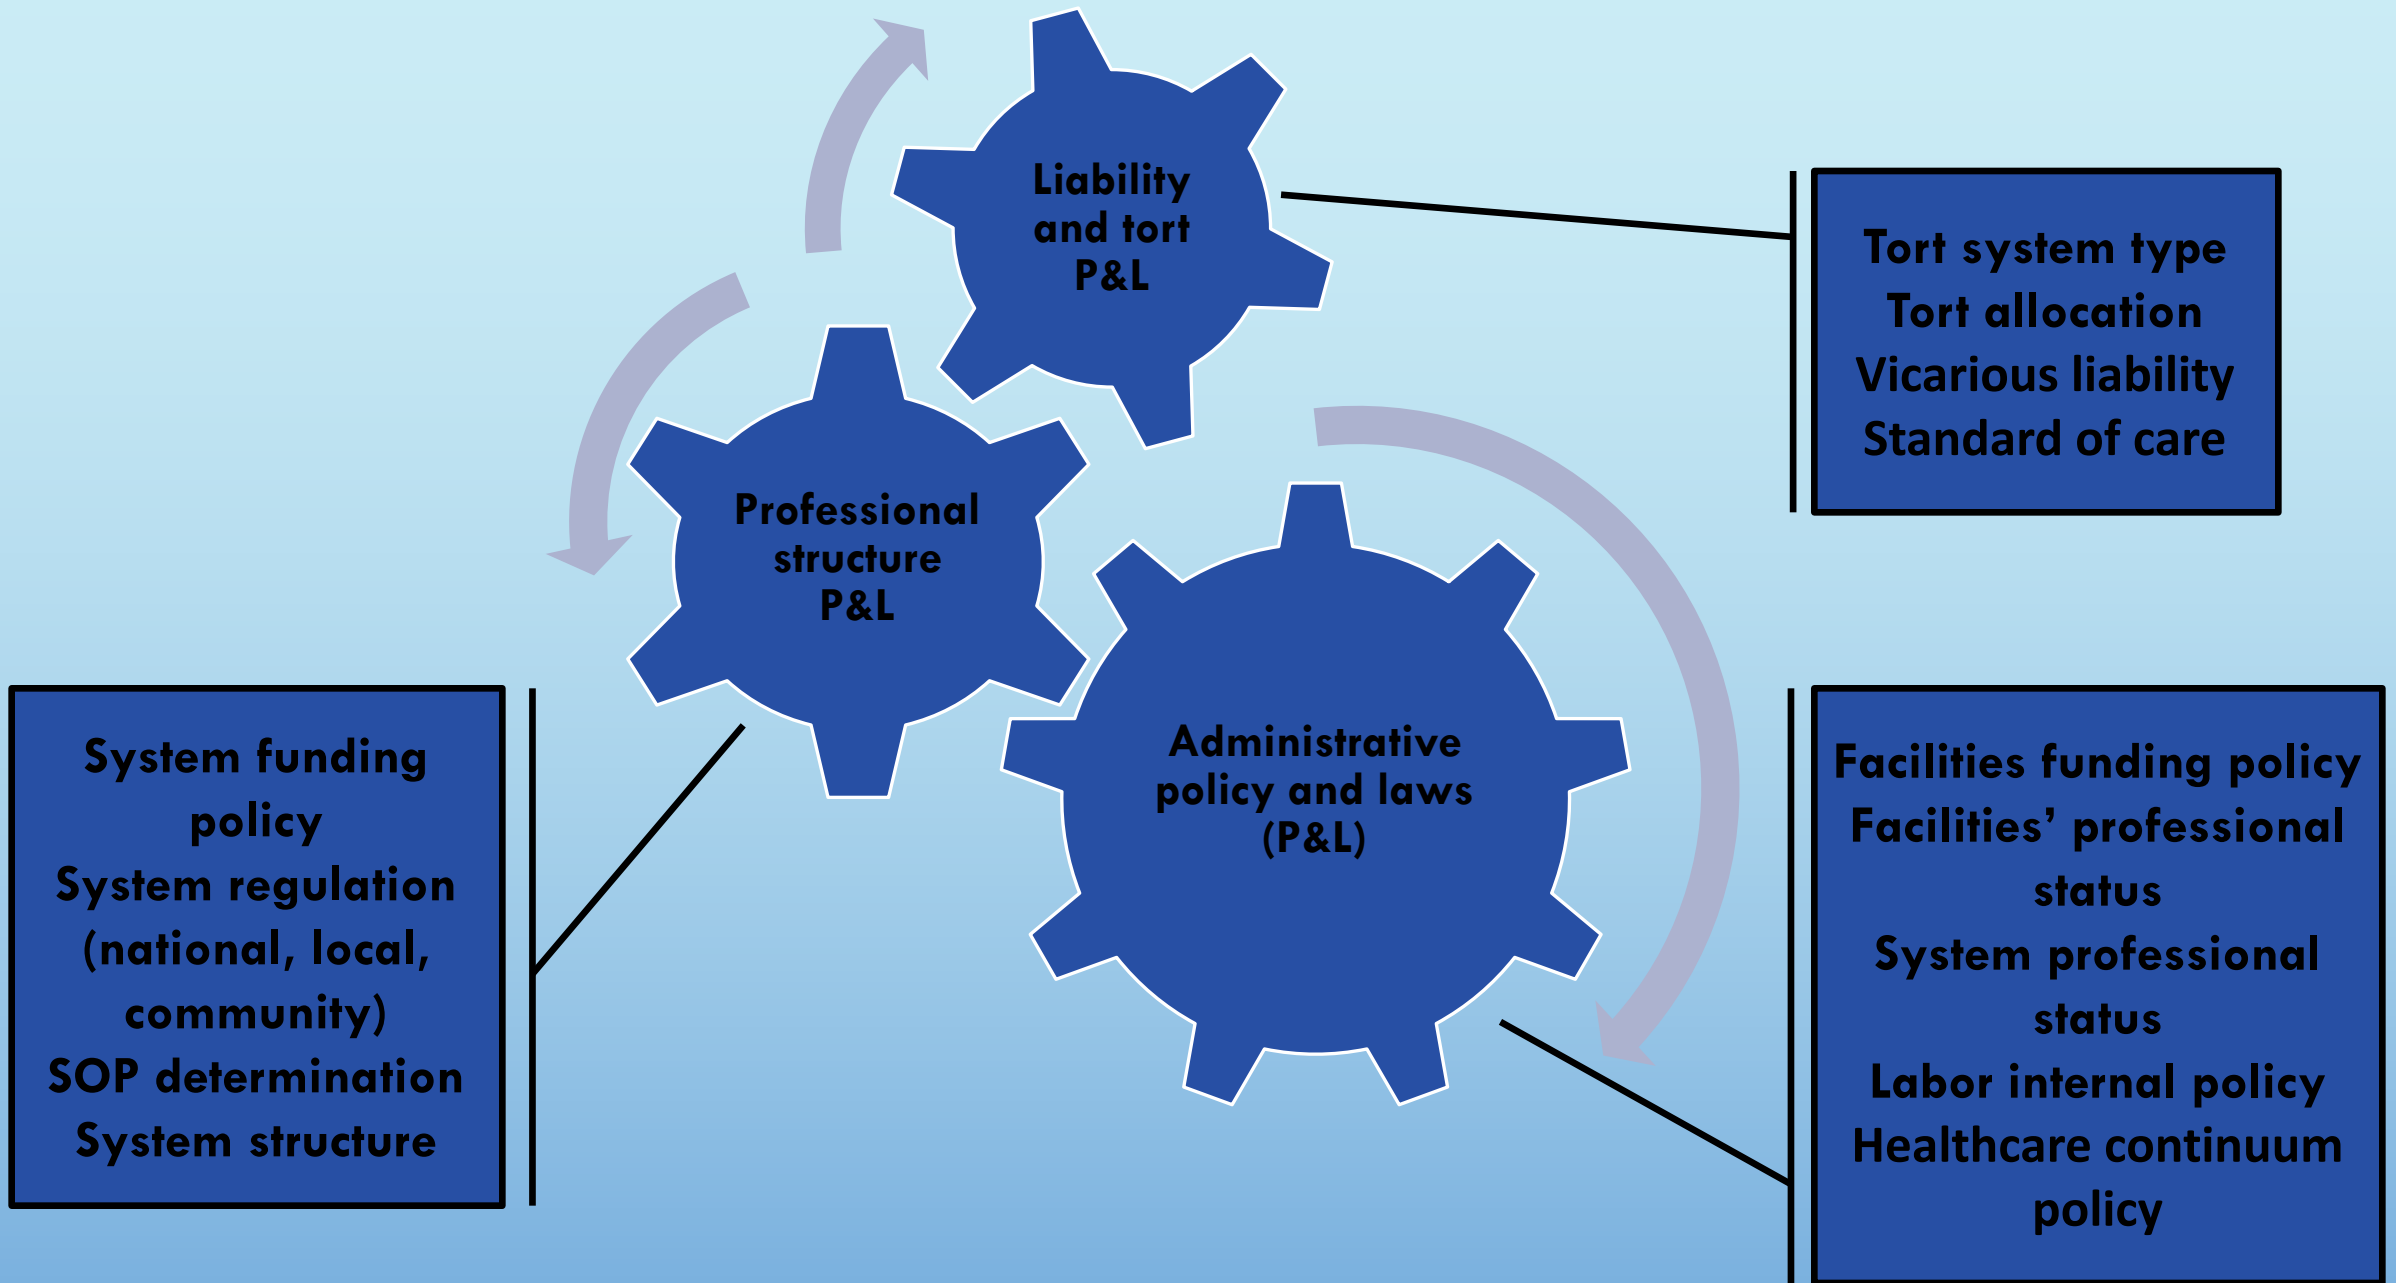 Liability
and tort
P&L
Tort system type
Tort allocation
Vicarious liability
Standard of care
Professional
structure
P&L
System funding
policy
System regulation
(national, local,
community)
SOP determination
System structure
Administrative
policy and laws
(P&L)
Facilities funding policy
Facilities’ professional
status
System professional
status
Labor internal policy
Healthcare continuum
policy